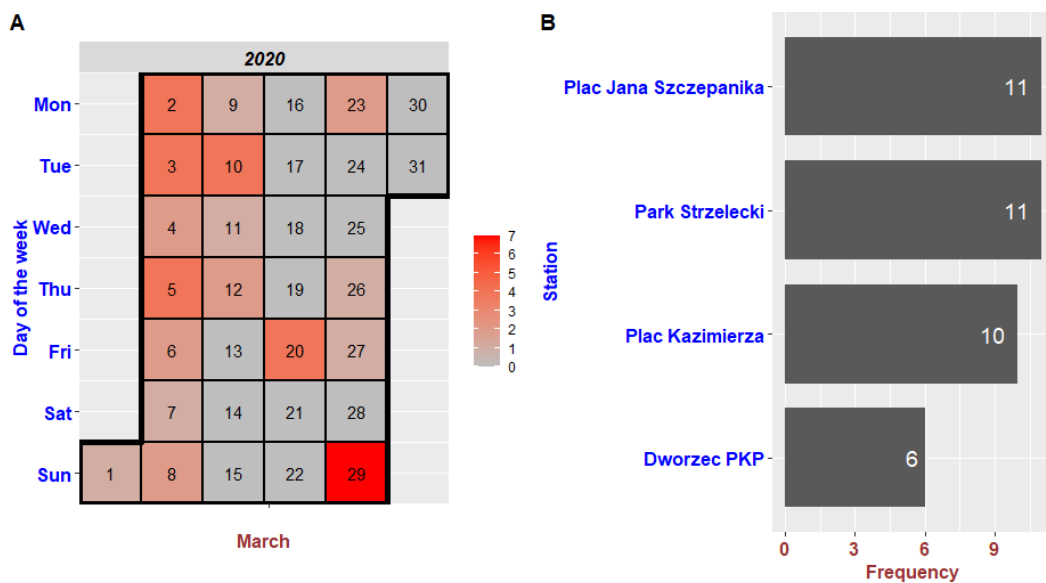 A
2020
Mon 2 9 16 23 30
Tue 3 10 17 24 31
Wed 4 11 18 25
Thu 5 12 19 26
Fri 6 13 20 27
Sat 7 14 21 28
Sun 1 8 15 22 29
Day of the week
March
7
6
5
4
3
2
1
0
Station
B
Plac Jana Szczepanika 11
Park Strzelecki 11
Plac Kazimierza 10
Dworzec PKP 6
0 3 6 9
Frequency